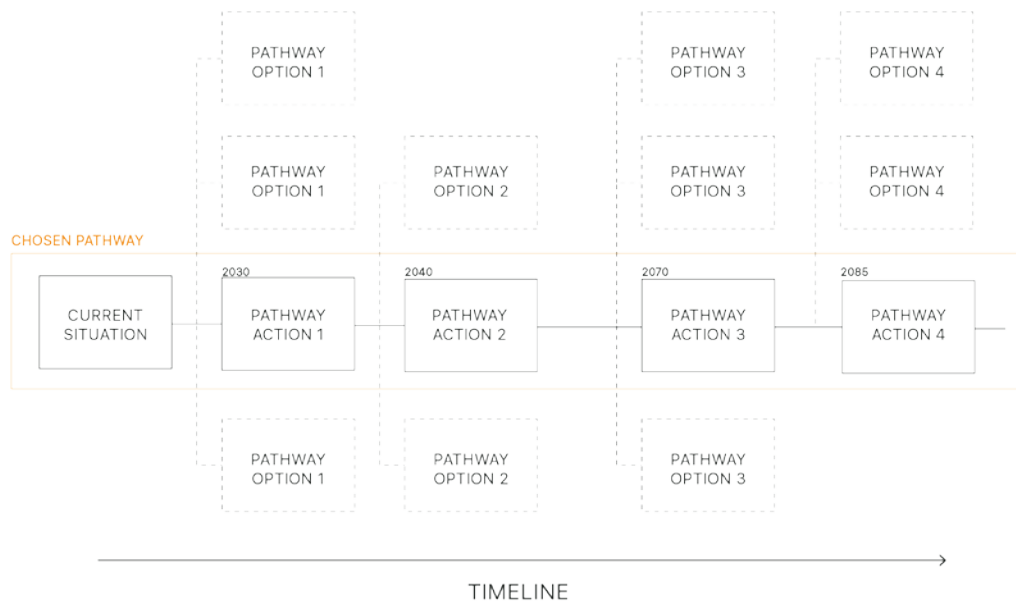 PATHWAY
OPTION 1
PATHWAY
OPTION 3
PATHWAY
OPTION 4
PATHWAY
OPTION 1
PATHWAY
OPTION 2
PATHWAY
OPTION 3
PATHWAY
OPTION 4
CHOSEN PATHWAY
CURRENT
SITUATION
2030
PATHWAY
ACTION 1
2040
PATHWAY
ACTION 2
2070
PATHWAY
ACTION 3
2085
PATHWAY
ACTION 4
PATHWAY
OPTION 1
PATHWAY
OPTION 2
PATHWAY
OPTION 3
TIMELINE